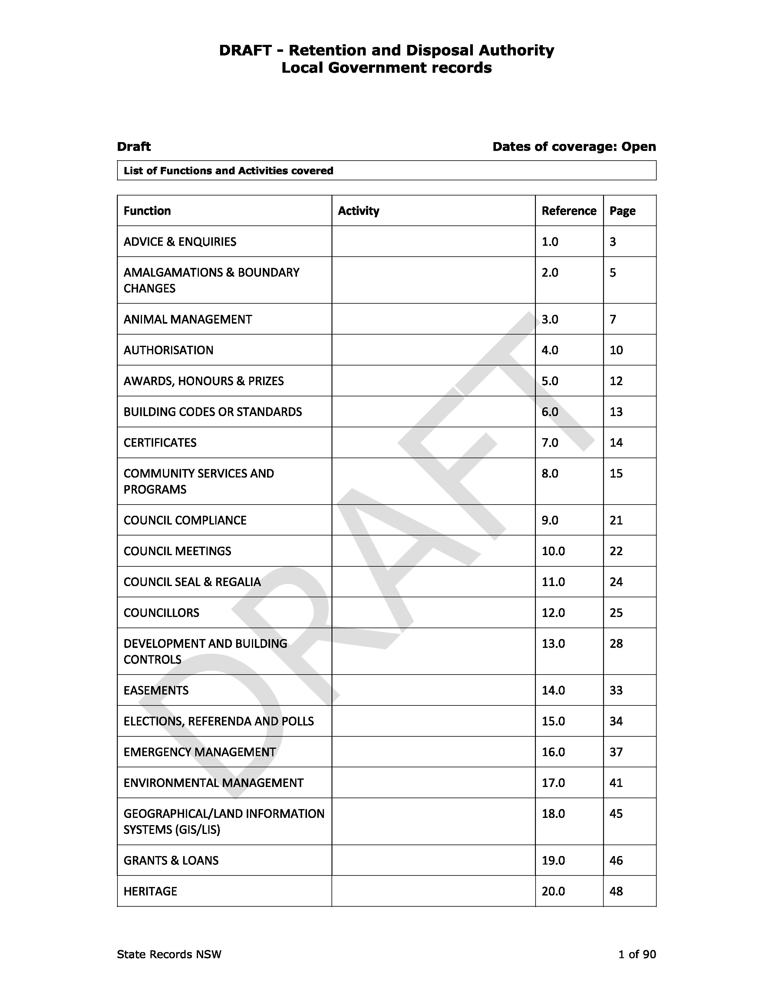 DRAFT - Retention and Disposal Authority
Local Government records
Draft Dates of coverage: Open
List of Functions and Activities covered
Function Activity Reference Page
ADVICE & ENQUIRIES 1.0 3
AMALGAMATIONS & BOUNDARY 2.0 5
CHANGES
ANIMAL MANAGEMENT 3.0 7
AUTHORISATION 4.0 10
AWARDS, HONOURS & PRIZES 5.0 12
BUILDING CODES OR STANDARDS 6.0 13
CERTIFICATES 7.0 14
COMMUNITY SERVICES AND 8.0 15
PROGRAMS
COUNCIL COMPLIANCE 9.0 21
COUNCIL MEETINGS 10.0 22
COUNCIL SEAL & REGALIA 11.0 24
COUNCILLORS 12.0 25
DEVELOPMENT AND BUILDING 13.0 28
CONTROLS
EASEMENTS 14.0 33
ELECTIONS, REFERENDA AND POLLS 15.0 34
EMERGENCY MANAGEMENT 16.0 37
ENVIRONMENTAL MANAGEMENT 17.0 41
GEOGRAPHICAL/LAND INFORMATION 18.0 45
SYSTEMS (GIS/LIS)
GRANTS & LOANS 19.0 46
HERITAGE 20.0 48
DRAFT
State Records NSW 1 of 90